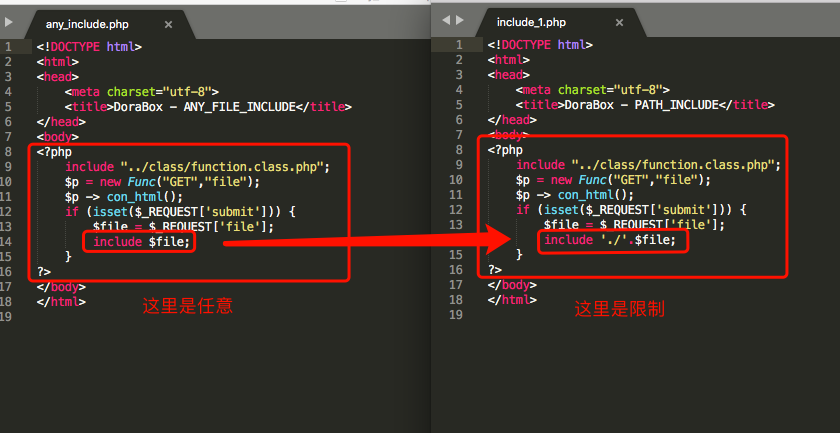 any_include.php ×
1 <!DOCTYPE html>
2 <html>
3 <head>
4 <meta charset="utf-8">
5 <title>DoraBox - ANY_FILE_INCLUDE</title>
6 </head>
7 <body>
8 <?php
9 include "../class/function.class.php";
10 $p = new Func("GET","file");
11 $p -> con_html();
12 if (isset($_REQUEST['submit'])) {
13 $file = $_REQUEST['file'];
14 include $file;
15 }
16 ?>
17 </body>
18 </html>
19
这里是任意
include_1.php ×
1 <!DOCTYPE html>
2 <html>
3 <head>
4 <meta charset="utf-8">
5 <title>DoraBox - PATH_INCLUDE</title>
6 </head>
7 <body>
8 <?php
9 include "../class/function.class.php";
10 $p = new Func("GET","file");
11 $p -> con_html();
12 if (isset($_REQUEST['submit'])) {
13 $file = $_REQUEST['file'];
include './'.$file;
15 }
16 ?>
17 </body>
18 </html>
19
这里是限制